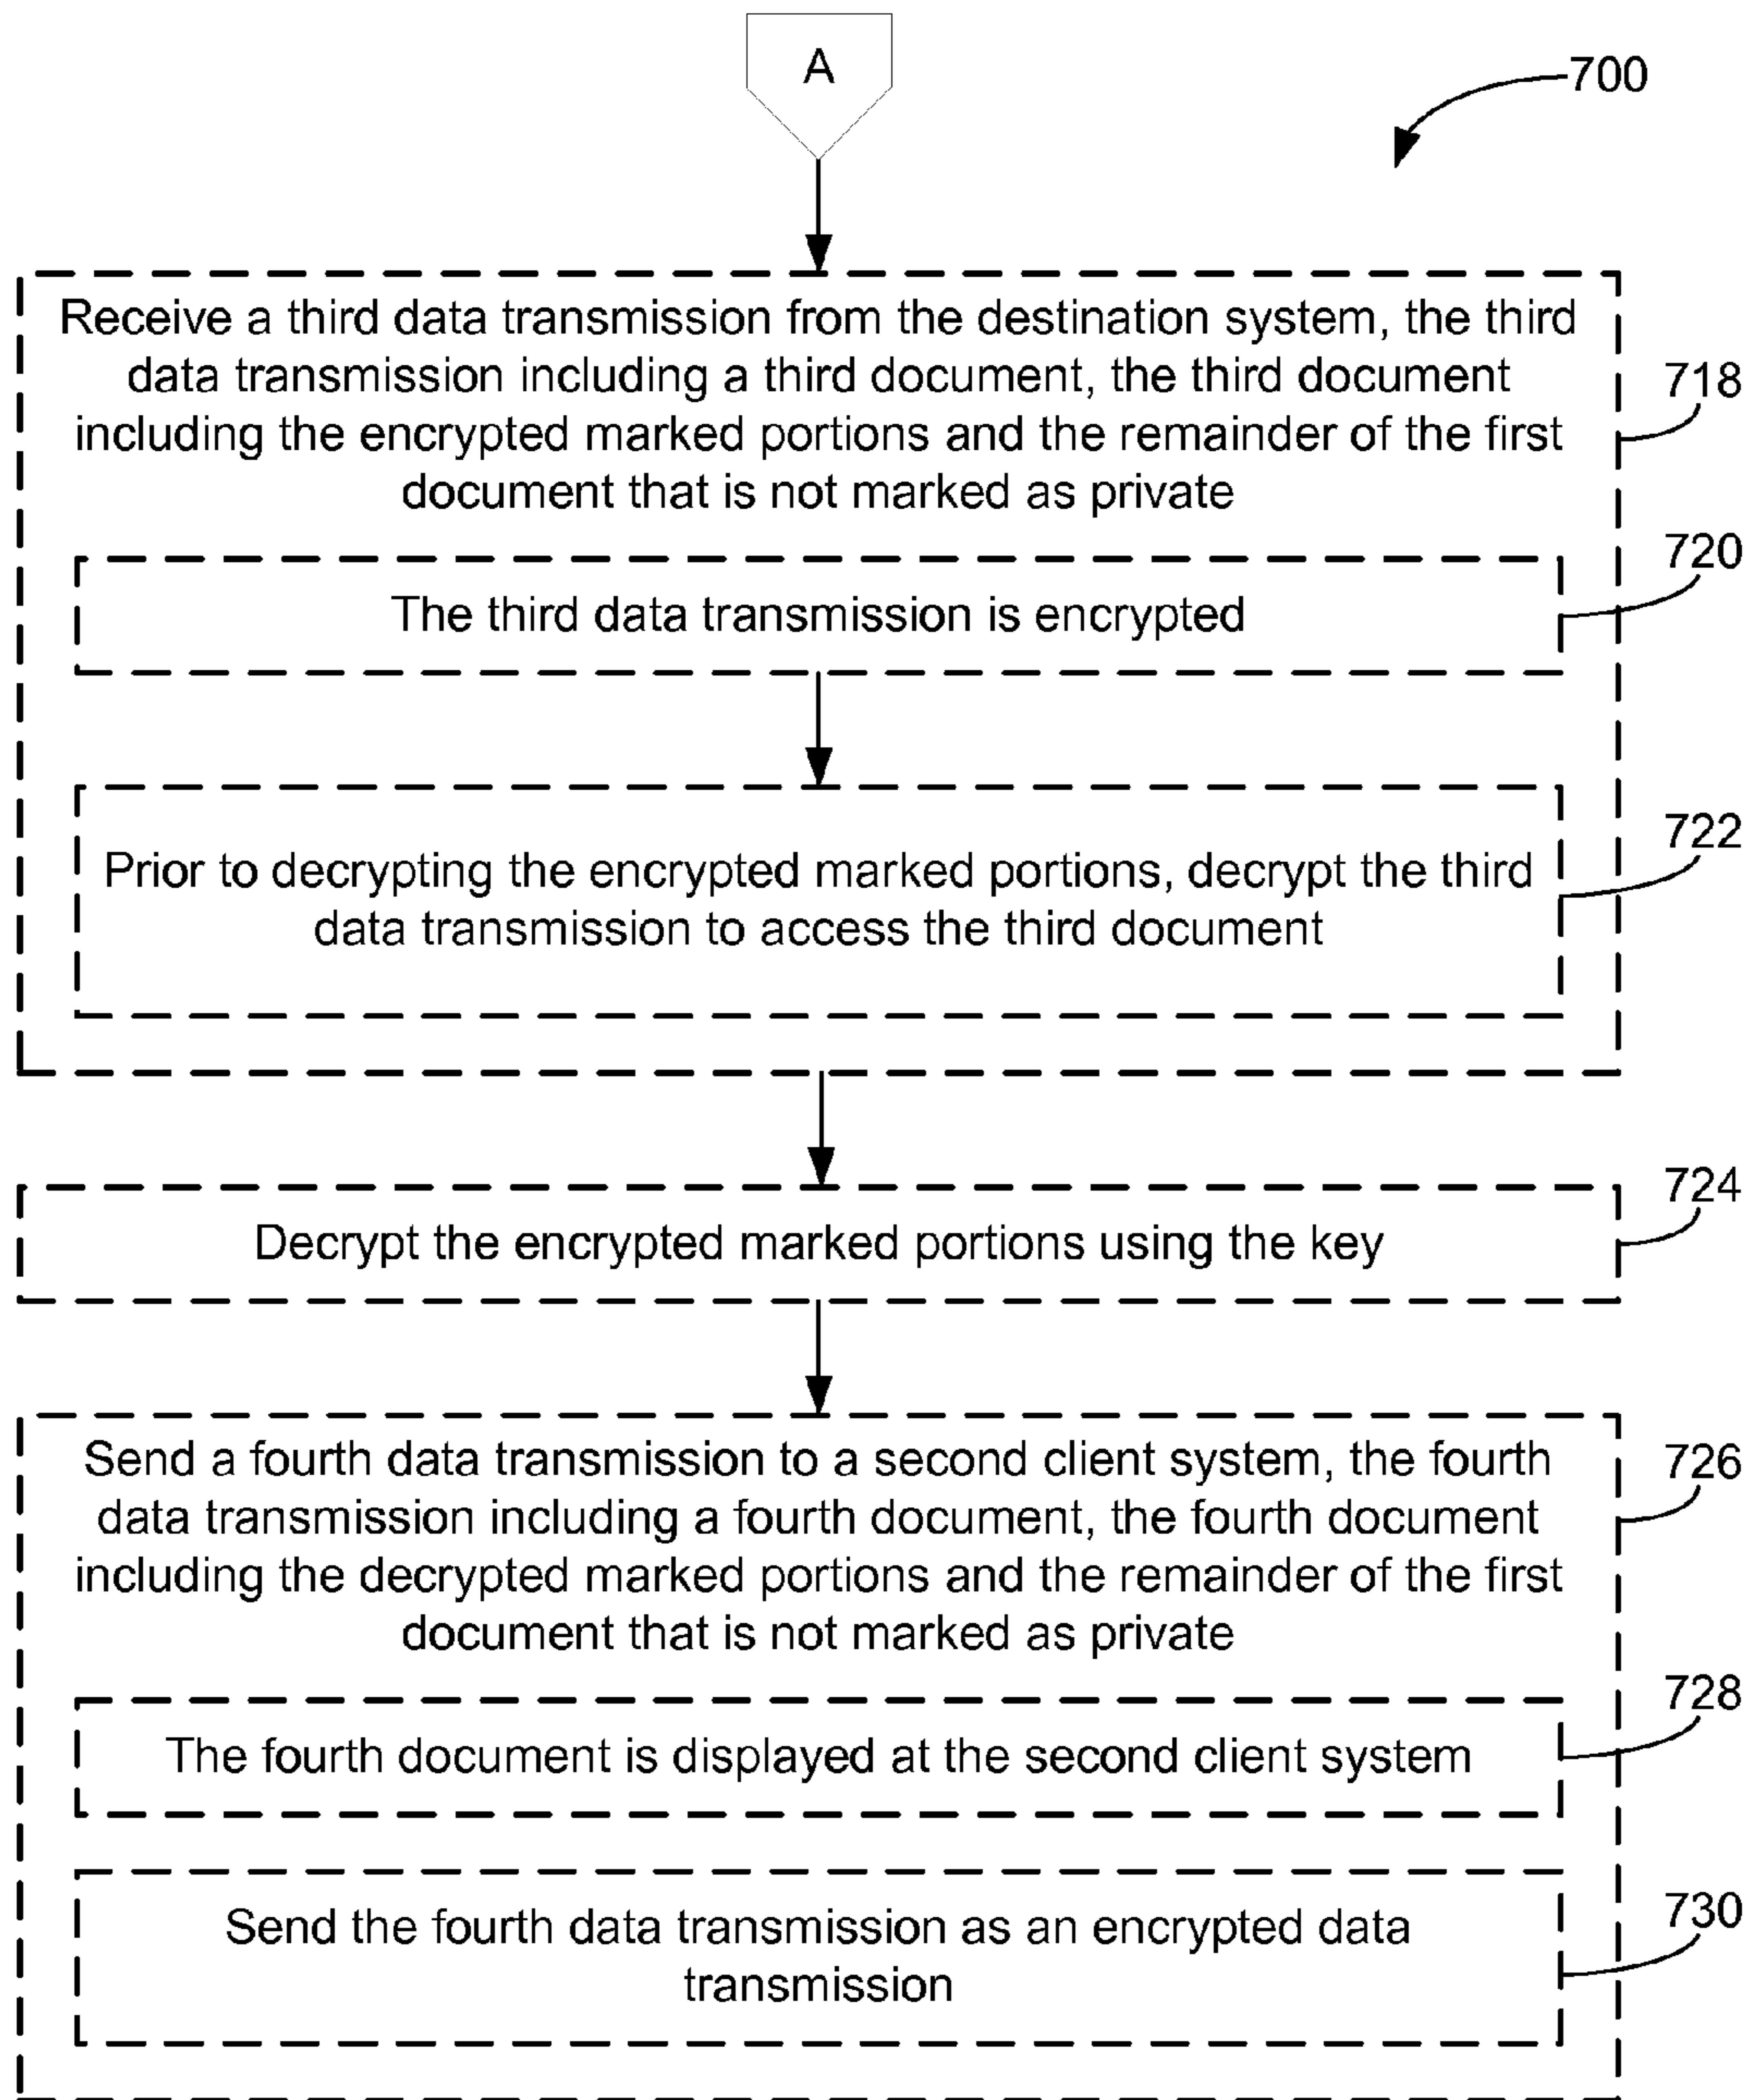 A
700
Receive a third data transmission from the destination system, the third
data transmission including a third document, the third document
including the encrypted marked portions and the remainder of the first
document that is not marked as private
718
720
The third data transmission is encrypted
722
Prior to decrypting the encrypted marked portions, decrypt the third
data transmission to access the third document
724
Decrypt the encrypted marked portions using the key
Send a fourth data transmission to a second client system, the fourth
data transmission including a fourth document, the fourth document
including the decrypted marked portions and the remainder of the first
document that is not marked as private
726
728
The fourth document is displayed at the second client system
730
Send the fourth data transmission as an encrypted data
transmission